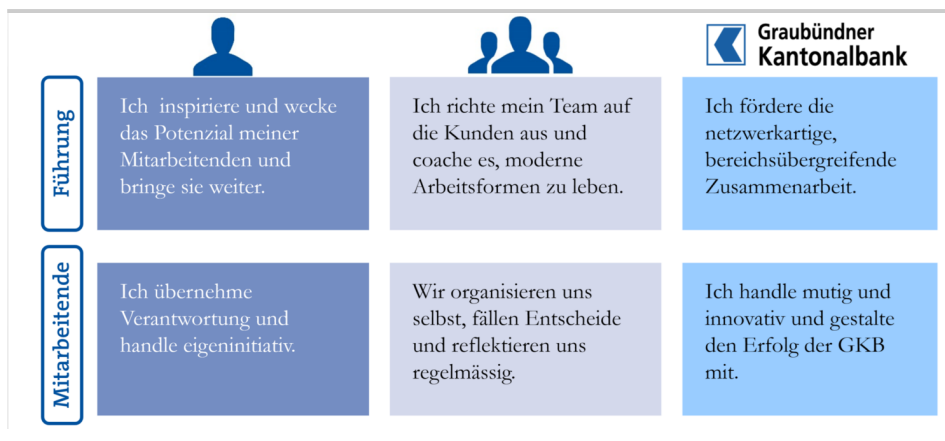 Graubündner
Kantonalbank
Führung
Ich inspiriere und wecke
das Potenzial meiner
Mitarbeitenden und
bringe sie weiter.
Ich richte mein Team auf
die Kunden aus und
coache es, moderne
Arbeitsformen zu leben.
Ich fördere die
netzwerkartige,
bereichsübergreifende
Zusammenarbeit.
Mitarbeitende
Ich übernehme
Verantwortung und
handle eigeninitiativ.
Wir organisieren uns
selbst, fällen Entscheide
und reflektieren uns
regelmässig.
Ich handle mutig und
innovativ und gestalte
den Erfolg der GKB
mit.